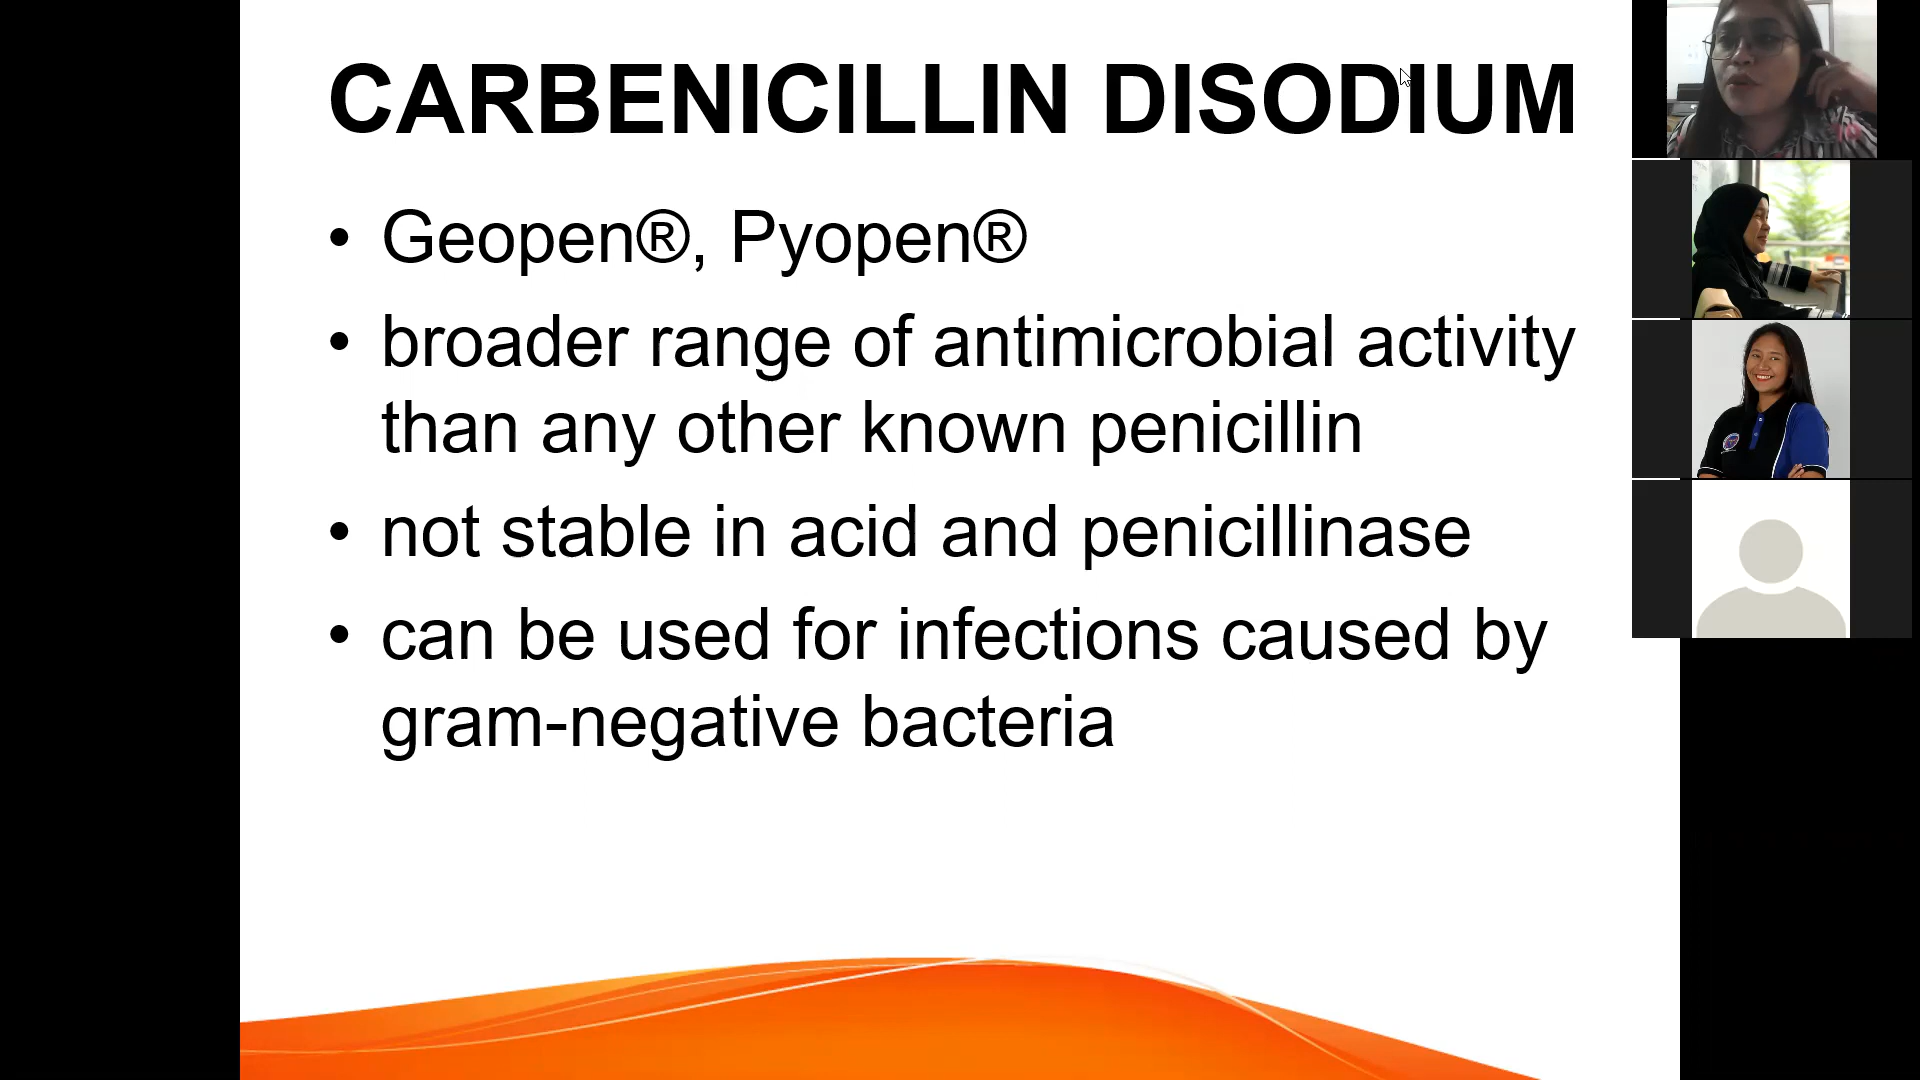 CARBENICILLIN DISODIUM
• Geopen®, Pyopen®
• broader range of antimicrobial activity
than any other known penicillin
• not stable in acid and penicillinase
• can be used for infections caused by
gram-negative bacteria